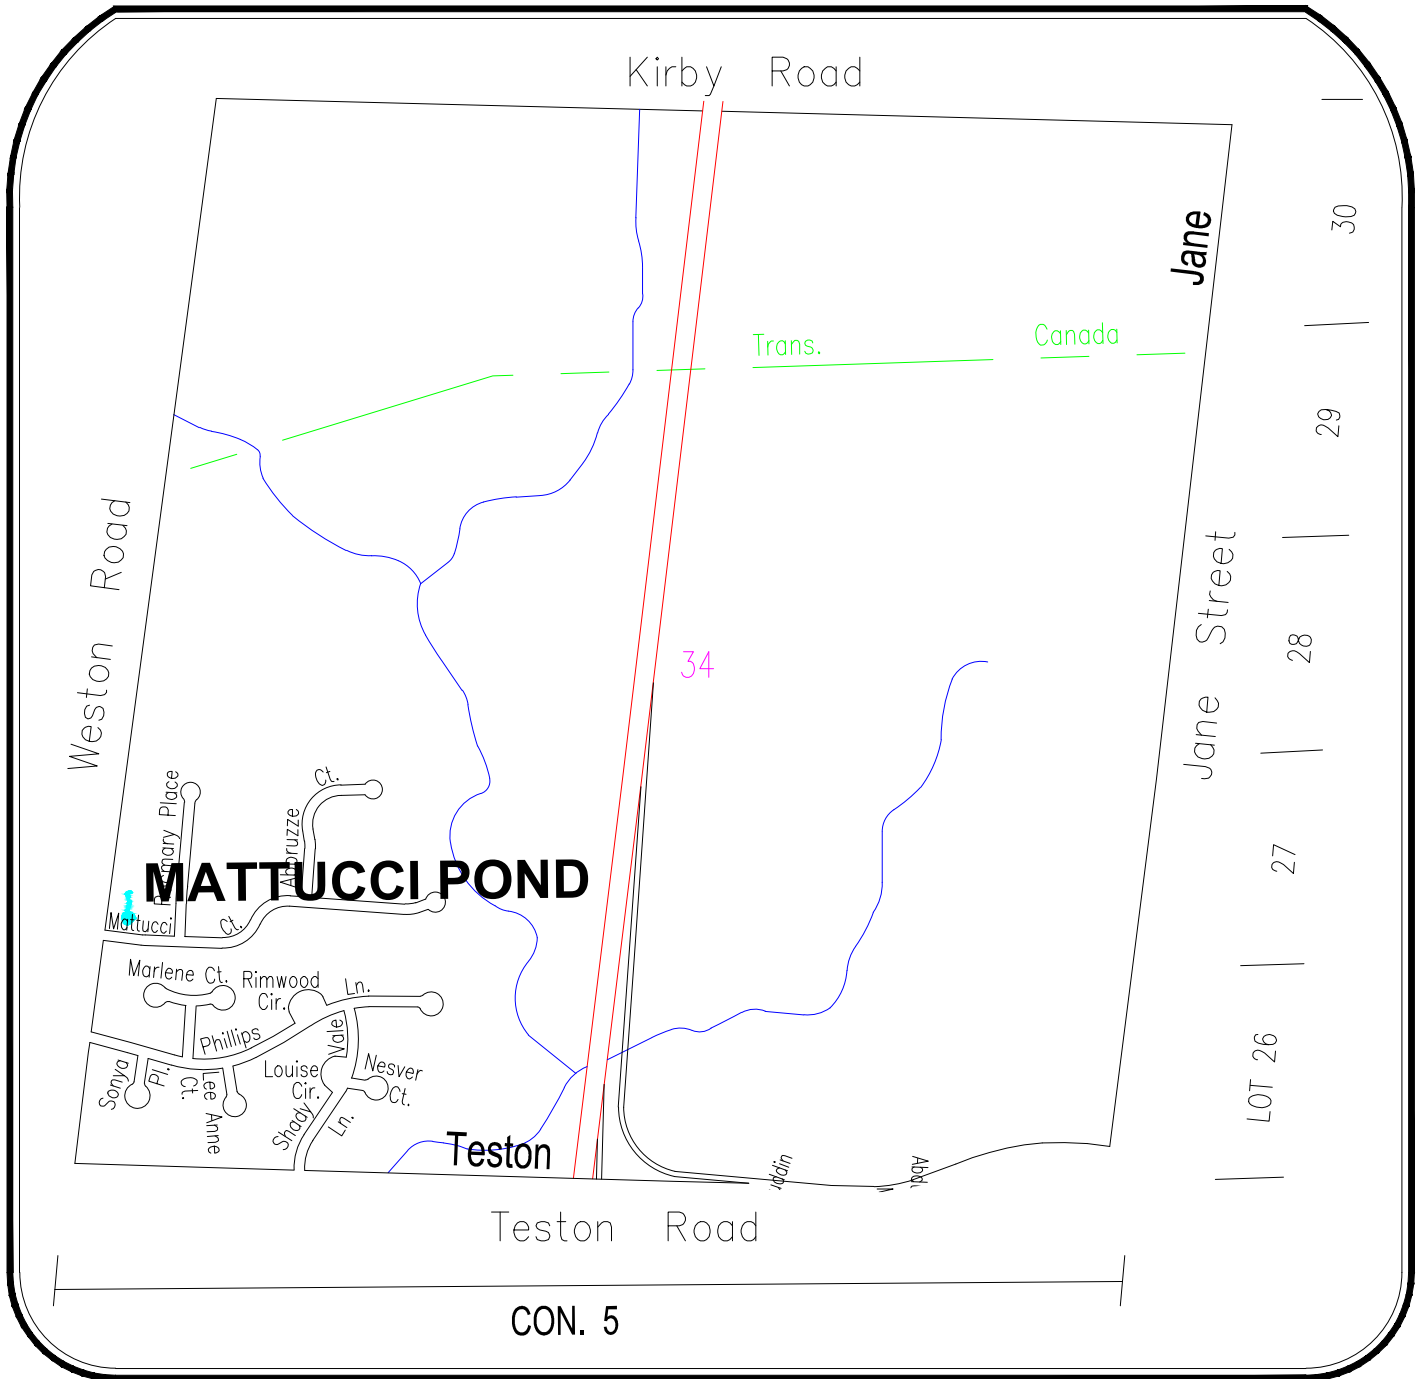 Kirby Road
30
Jane
Trans. Canada
29
Weston Road
Jane Street
28
34
27
Ct.
Place
Abbruzze
MATTUCCI POND
Mattucci Ct.
Marlene Ct.
Rimwood
Cir.
Ln.
Phillips
Vale
Sonya
Pl.
Ct.
Lee Anne
Louise
Cir.
Nesver
Ct.
Shady
Ln.
LOT 26
Teston
Teston Road
CON. 5